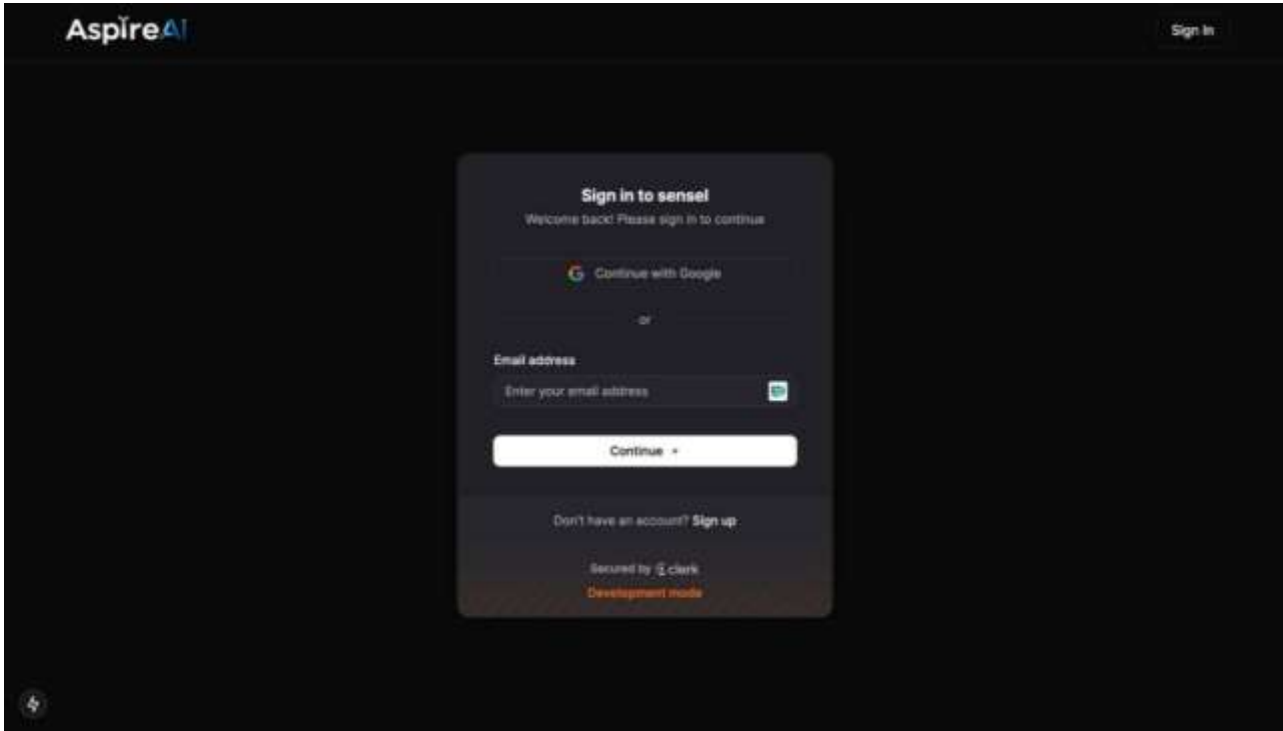 AspireAI
Sign In
Sign in to sensei
Welcome back! Please sign in to continue
Continue with Google
or
Email address
Enter your email address
Continue
Don't have an account? Sign up
Secured by clerk
Development mode